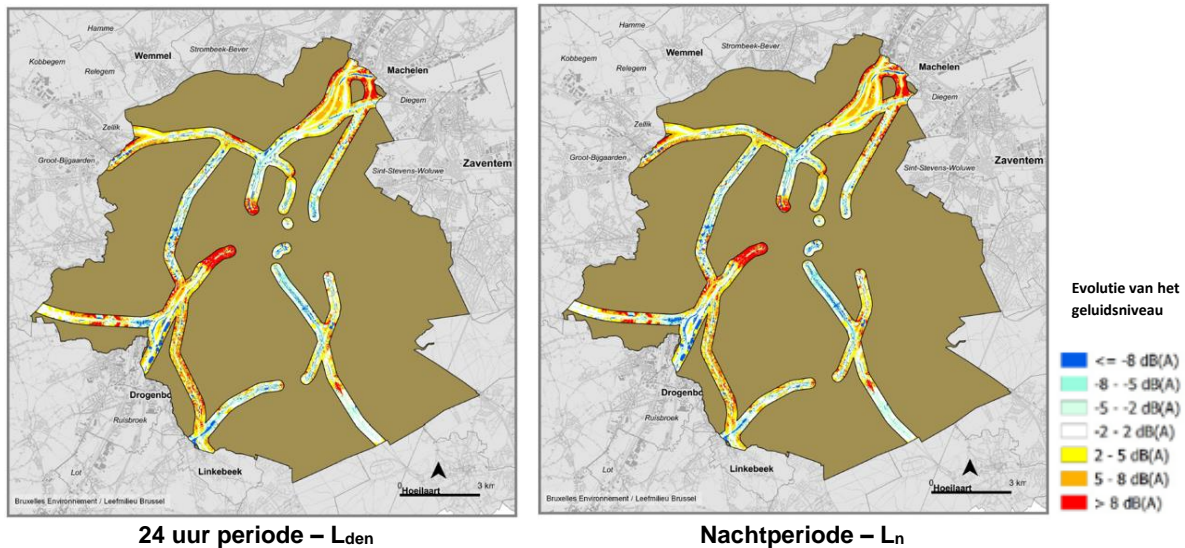 Hamme
Strombeek-Bever
Wemmel
Kobbegem
Relegem
Machelen
Diegem
Zellik
Groot-Bijgaarden
Zaventem
Sint-Stevens-Woluwe
Drogenbo
Ruisbroek
Lot
Linkebeek
0 3 km
Hoeilaart
Bruxelles Environnement / Leefmilieu Brussel
24 uur periode – Lden
Hamme
Strombeek-Bever
Wemmel
Kobbegem
Relegem
Machelen
Diegem
Zellik
Groot-Bijgaarden
Zaventem
Sint-Stevens-Woluwe
Drogenbo
Ruisbroek
Lot
Linkebeek
0 3 km
Hoeilaart
Bruxelles Environnement / Leefmilieu Brussel
Nachtperiode – Ln
Evolutie van het
geluidsniveau
<= -8 dB(A)
-8 - -5 dB(A)
-5 - -2 dB(A)
-2 - 2 dB(A)
2 - 5 dB(A)
5 - 8 dB(A)
> 8 dB(A)